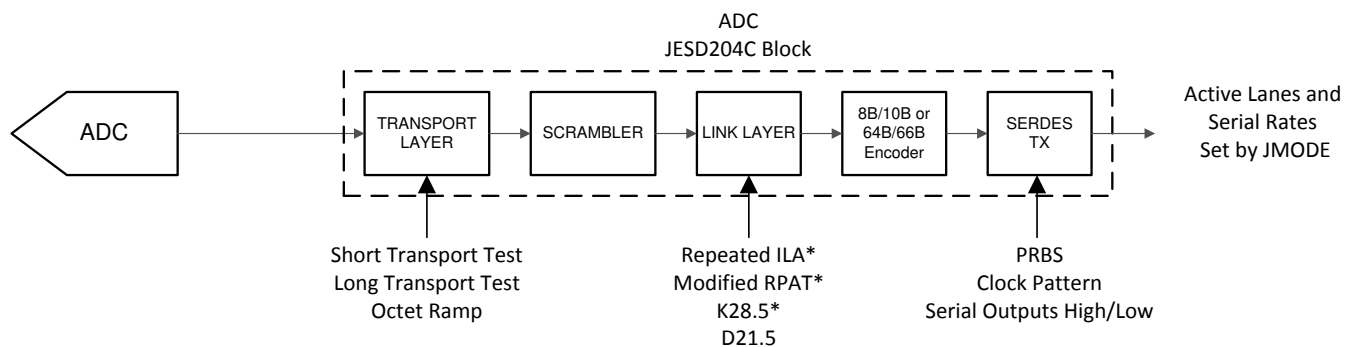 ADC
JESD204C Block
ADC
TRANSPORT
LAYER
SCRAMBLER
LINK LAYER
8B/10B or
64B/66B
Encoder
SERDES
TX
Active Lanes and
Serial Rates
Set by JMODE
Short Transport Test
Long Transport Test
Octet Ramp
Repeated ILA*
Modified RPAT*
K28.5*
D21.5
PRBS
Clock Pattern
Serial Outputs High/Low